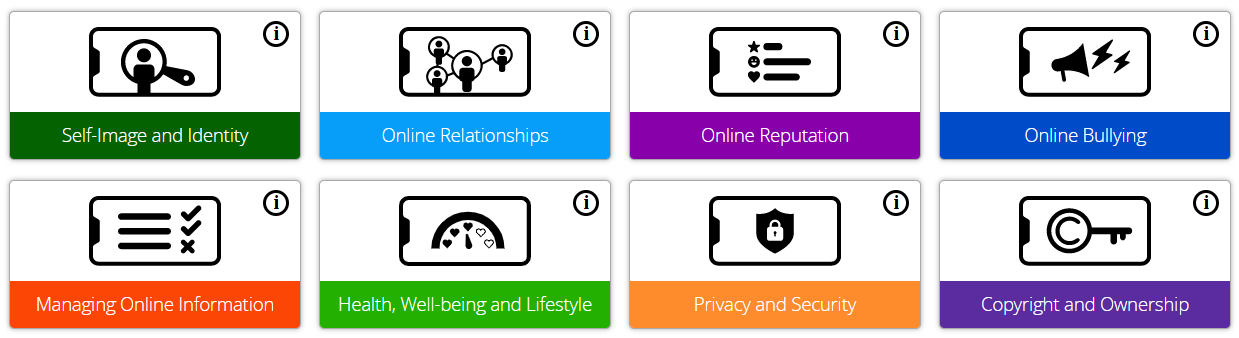 i
i
i
i
Self-Image and Identity
Online Relationships
Online Reputation
Online Bullying
i
i
i
i
Managing Online Information
Health, Well-being and Lifestyle
Privacy and Security
Copyright and Ownership